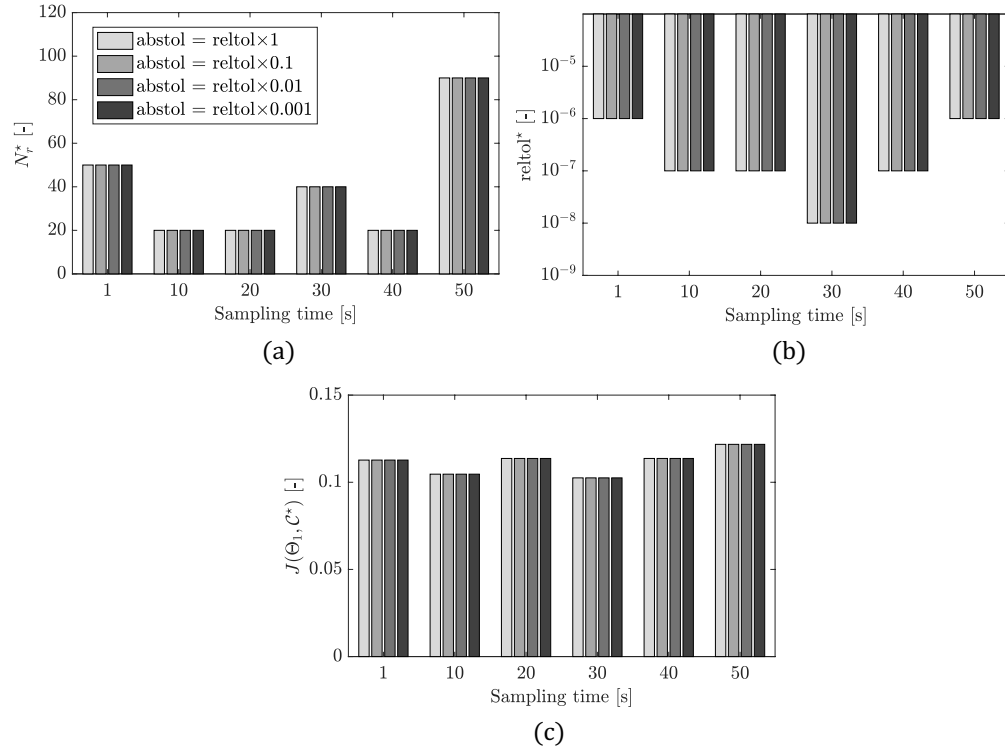 120
100
80
60
40
20
0
N_r^⋆ [-]
abstol = reltol×1
abstol = reltol×0.1
abstol = reltol×0.01
abstol = reltol×0.001
1 10 20 30 40 50
Sampling time [s]
(a)
10^−5
10^−6
10^−7
10^−8
10^−9
reltol^⋆ [-]
1 10 20 30 40 50
Sampling time [s]
(b)
0.15
0.1
0.05
0
J(Θ_1, 𝒞^⋆) [-]
1 10 20 30 40 50
Sampling time [s]
(c)